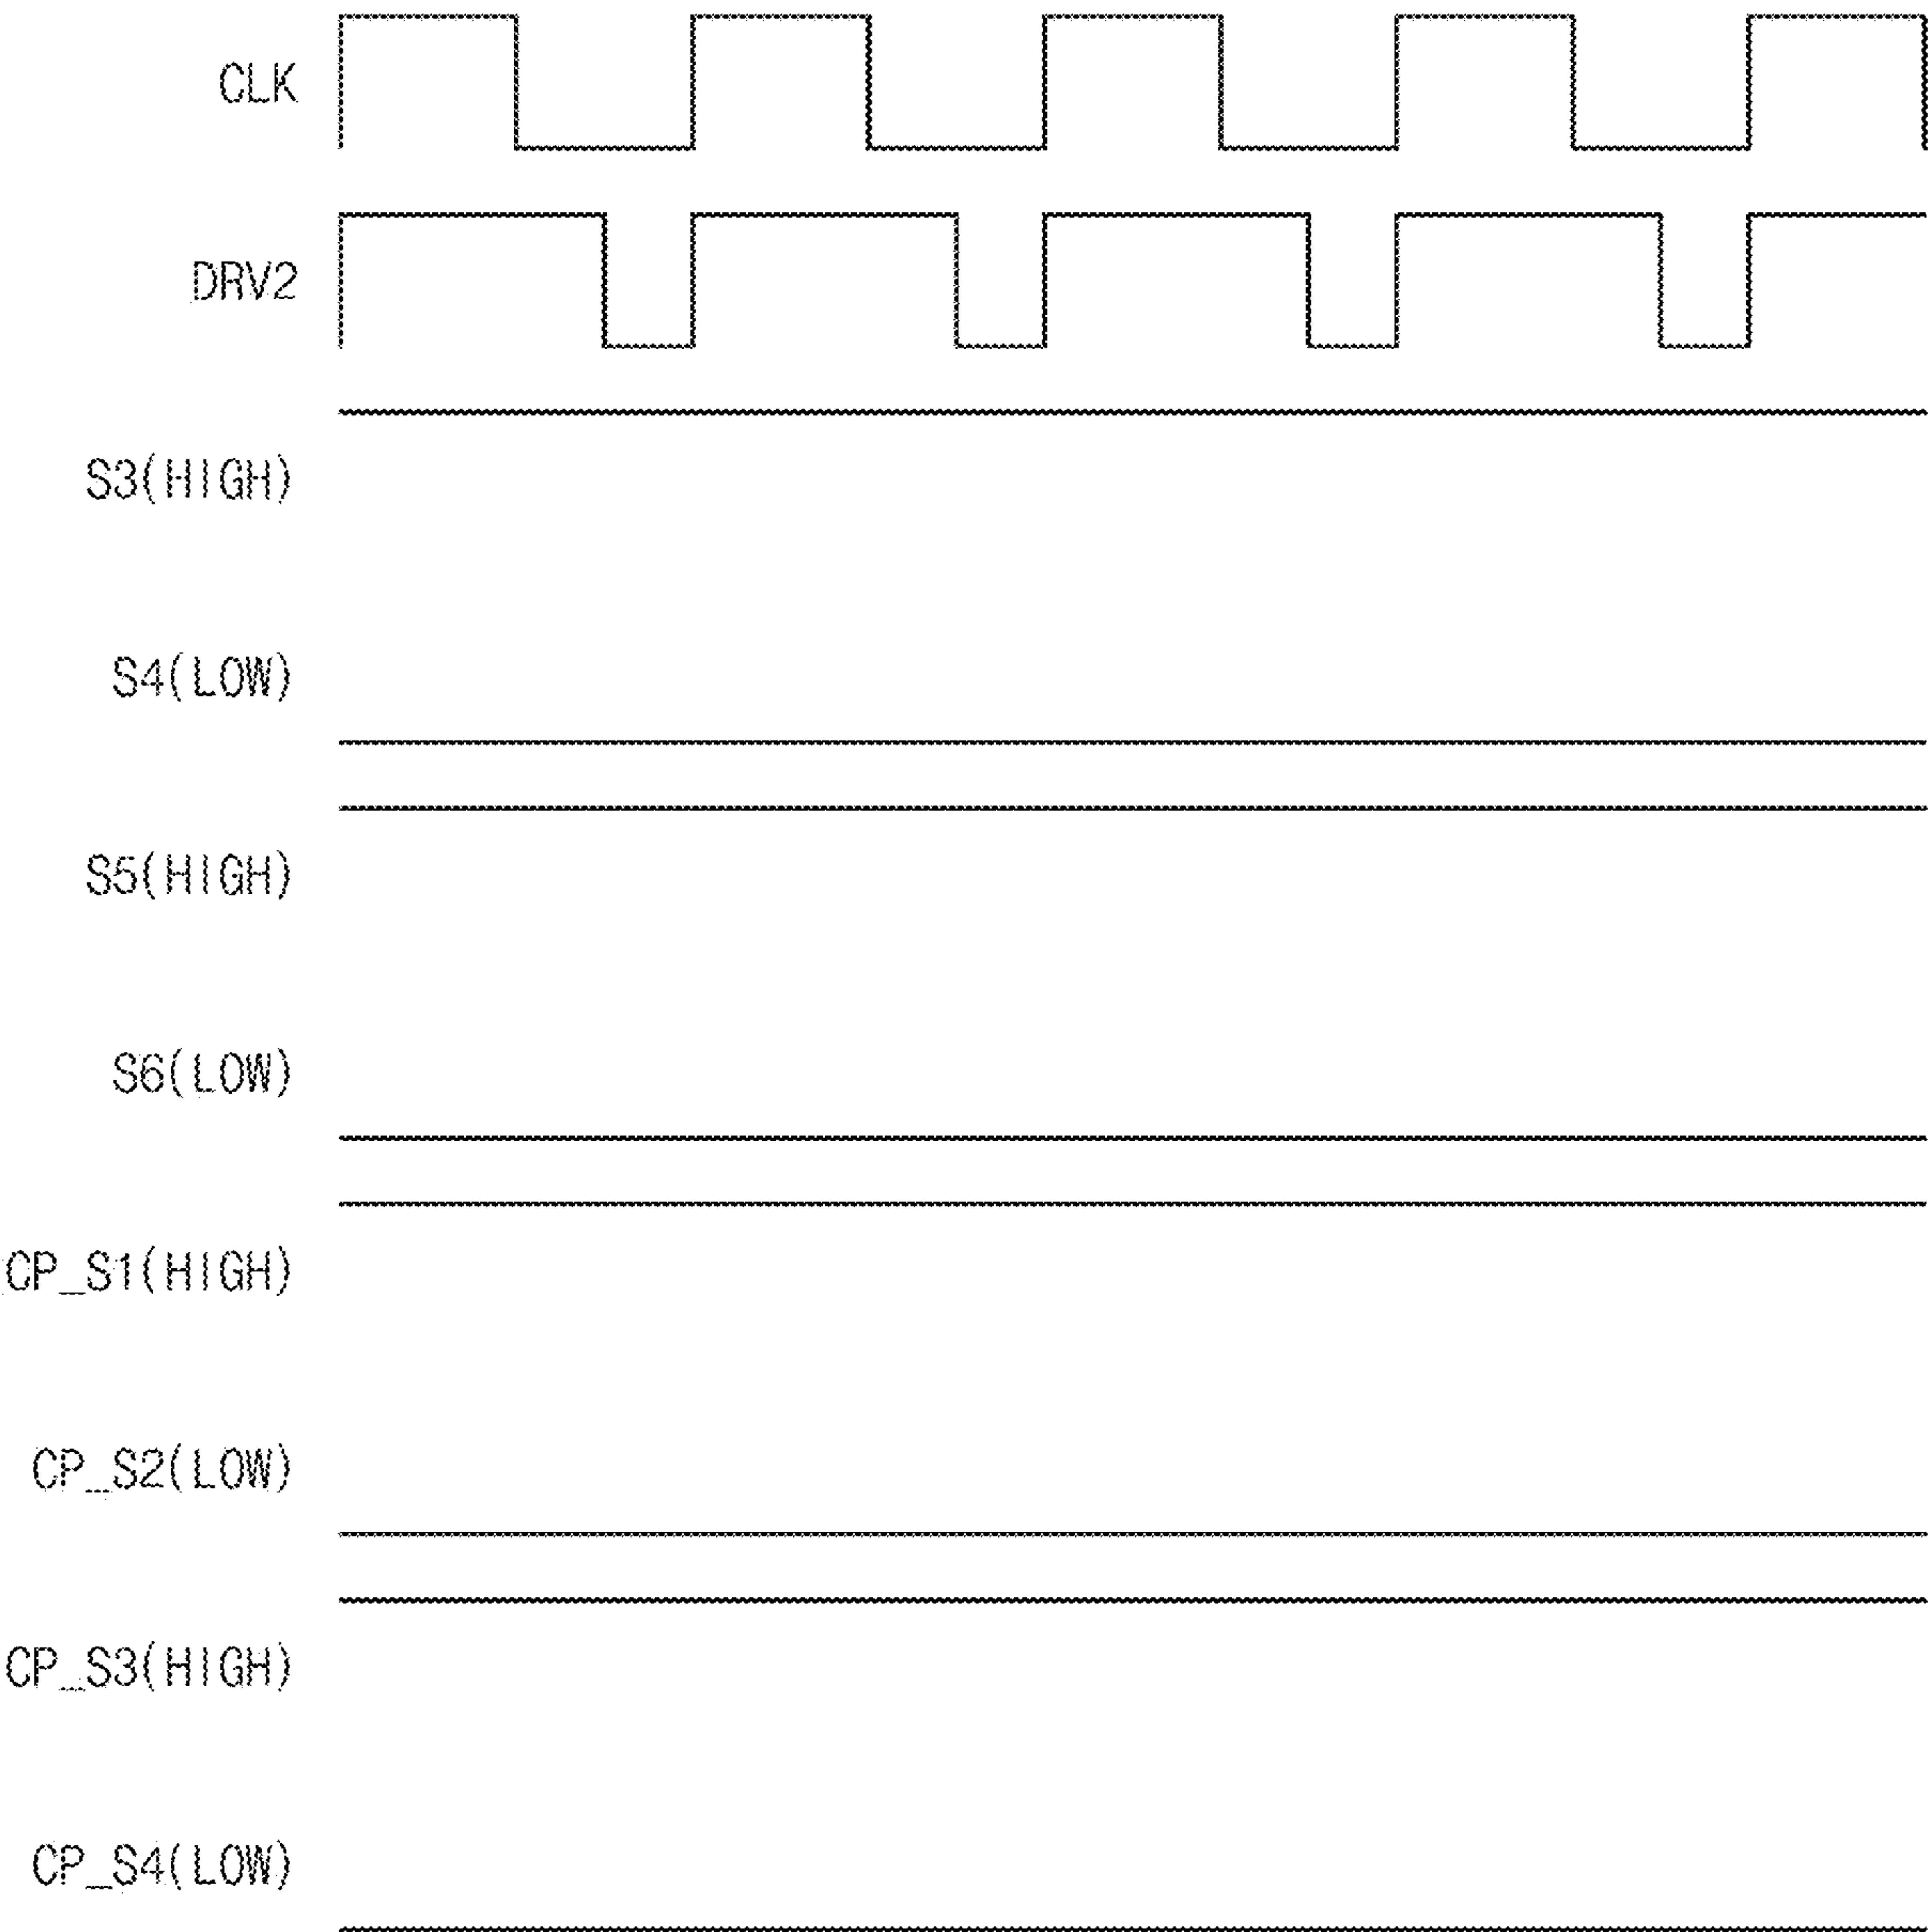 CLK
DRV2
S3(HIGH)
S4(LOW)
S5(HIGH)
S6(LOW)
CP_S1(HIGH)
CP_S2(LOW)
CP_S3(HIGH)
CP_S4(LOW)